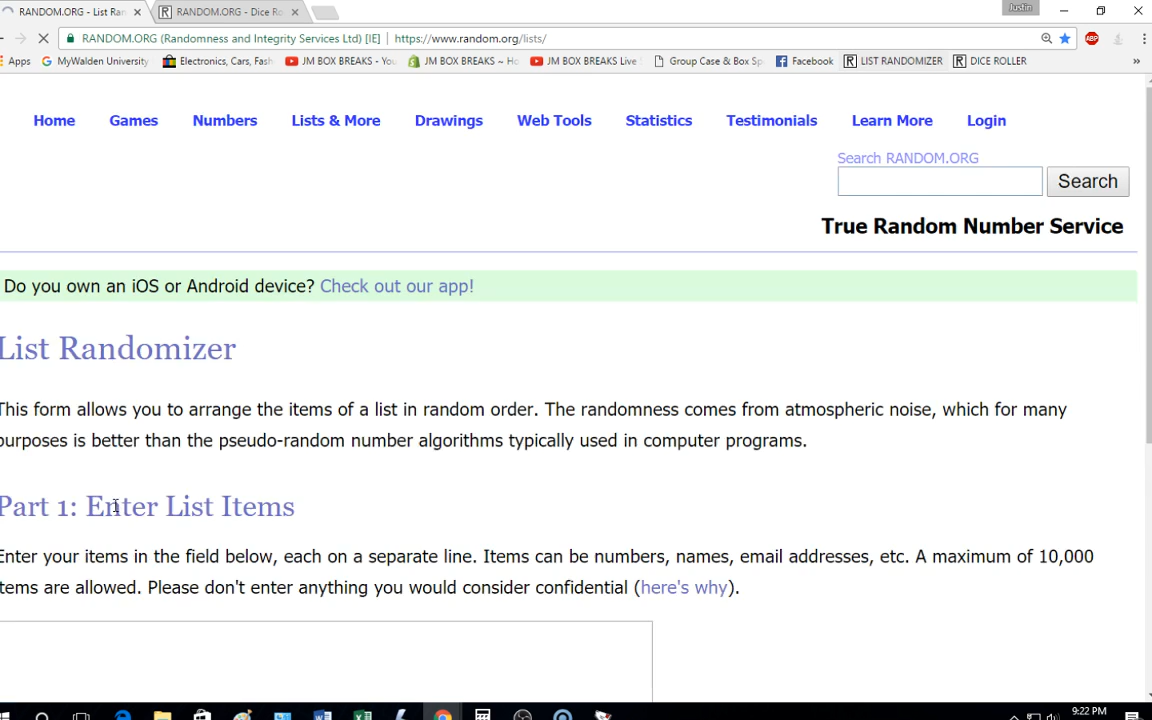 RANDOM.ORG - List Ra
RANDOM.ORG - Dice Ro
Justin
RANDOM.ORG (Randomness and Integrity Services Ltd) [IE] | https://www.random.org/lists/
ABP
Apps MyWalden University Electronics, Cars, Fash JM BOX BREAKS - You JM BOX BREAKS ~ Ho JM BOX BREAKS Live Group Case & Box Sp Facebook LIST RANDOMIZER DICE ROLLER »
Home Games Numbers Lists & More Drawings Web Tools Statistics Testimonials Learn More Login
Search RANDOM.ORG
Search
True Random Number Service
Do you own an iOS or Android device? Check out our app!
List Randomizer
This form allows you to arrange the items of a list in random order. The randomness comes from atmospheric noise, which for many
purposes is better than the pseudo-random number algorithms typically used in computer programs.
Part 1: Enter List Items
Enter your items in the field below, each on a separate line. Items can be numbers, names, email addresses, etc. A maximum of 10,000
items are allowed. Please don't enter anything you would consider confidential (here's why).
9:22 PM